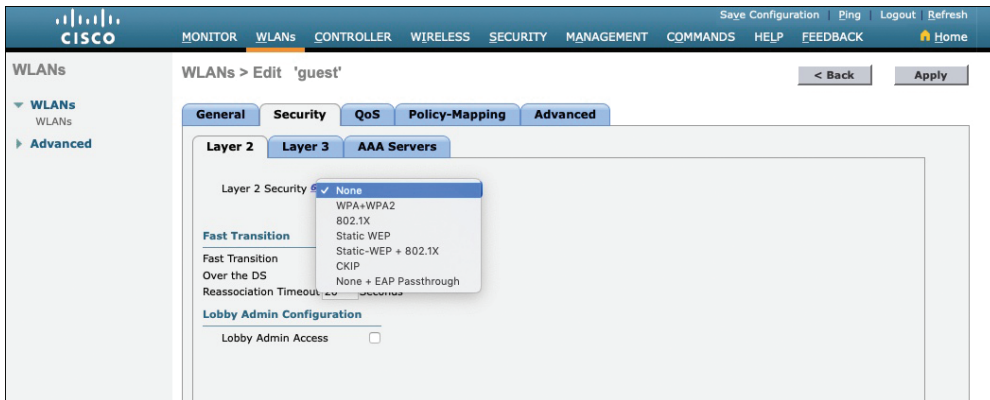 Save Configuration | Ping | Logout | Refresh
CISCO
MONITOR WLANs CONTROLLER WIRELESS SECURITY MANAGEMENT COMMANDS HELP FEEDBACK Home
WLANs
WLANs > Edit 'guest'
< Back
Apply
WLANs
WLANs
Advanced
General Security QoS Policy-Mapping Advanced
Layer 2 Layer 3 AAA Servers
Layer 2 Security
✓ None
WPA+WPA2
802.1X
Static WEP
Static-WEP + 802.1X
CKIP
None + EAP Passthrough
Fast Transition
Fast Transition
Over the DS
Reassociation Timeout 20 Seconds
Lobby Admin Configuration
Lobby Admin Access